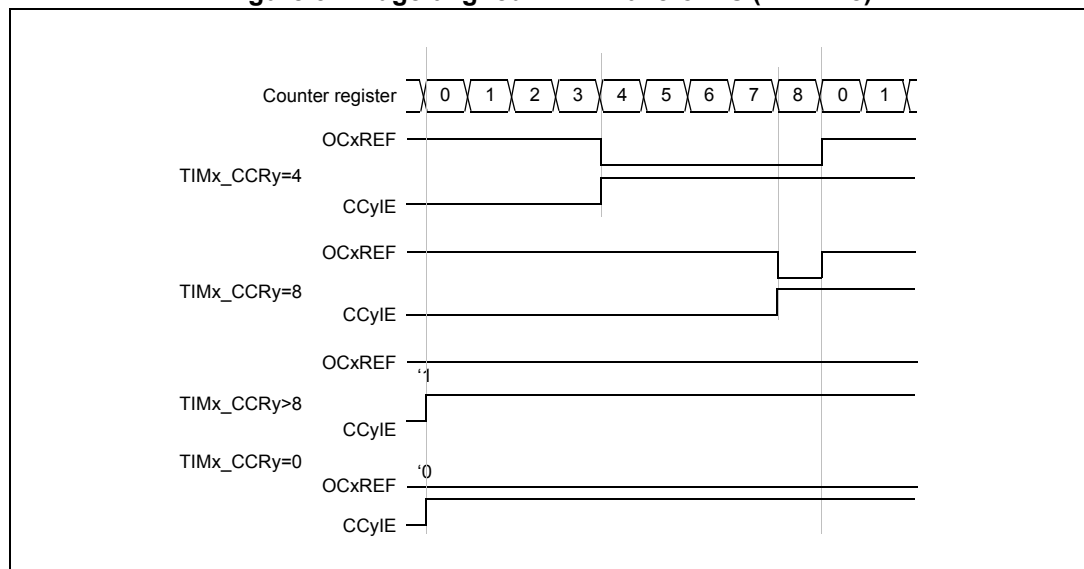 Counter register 0 1 2 3 4 5 6 7 8 0 1
OCxREF
TIMx_CCRy=4
CCyIE
OCxREF
TIMx_CCRy=8
CCyIE
OCxREF
‘1
TIMx_CCRy>8
CCyIE
TIMx_CCRy=0
‘0
OCxREF
CCyIE